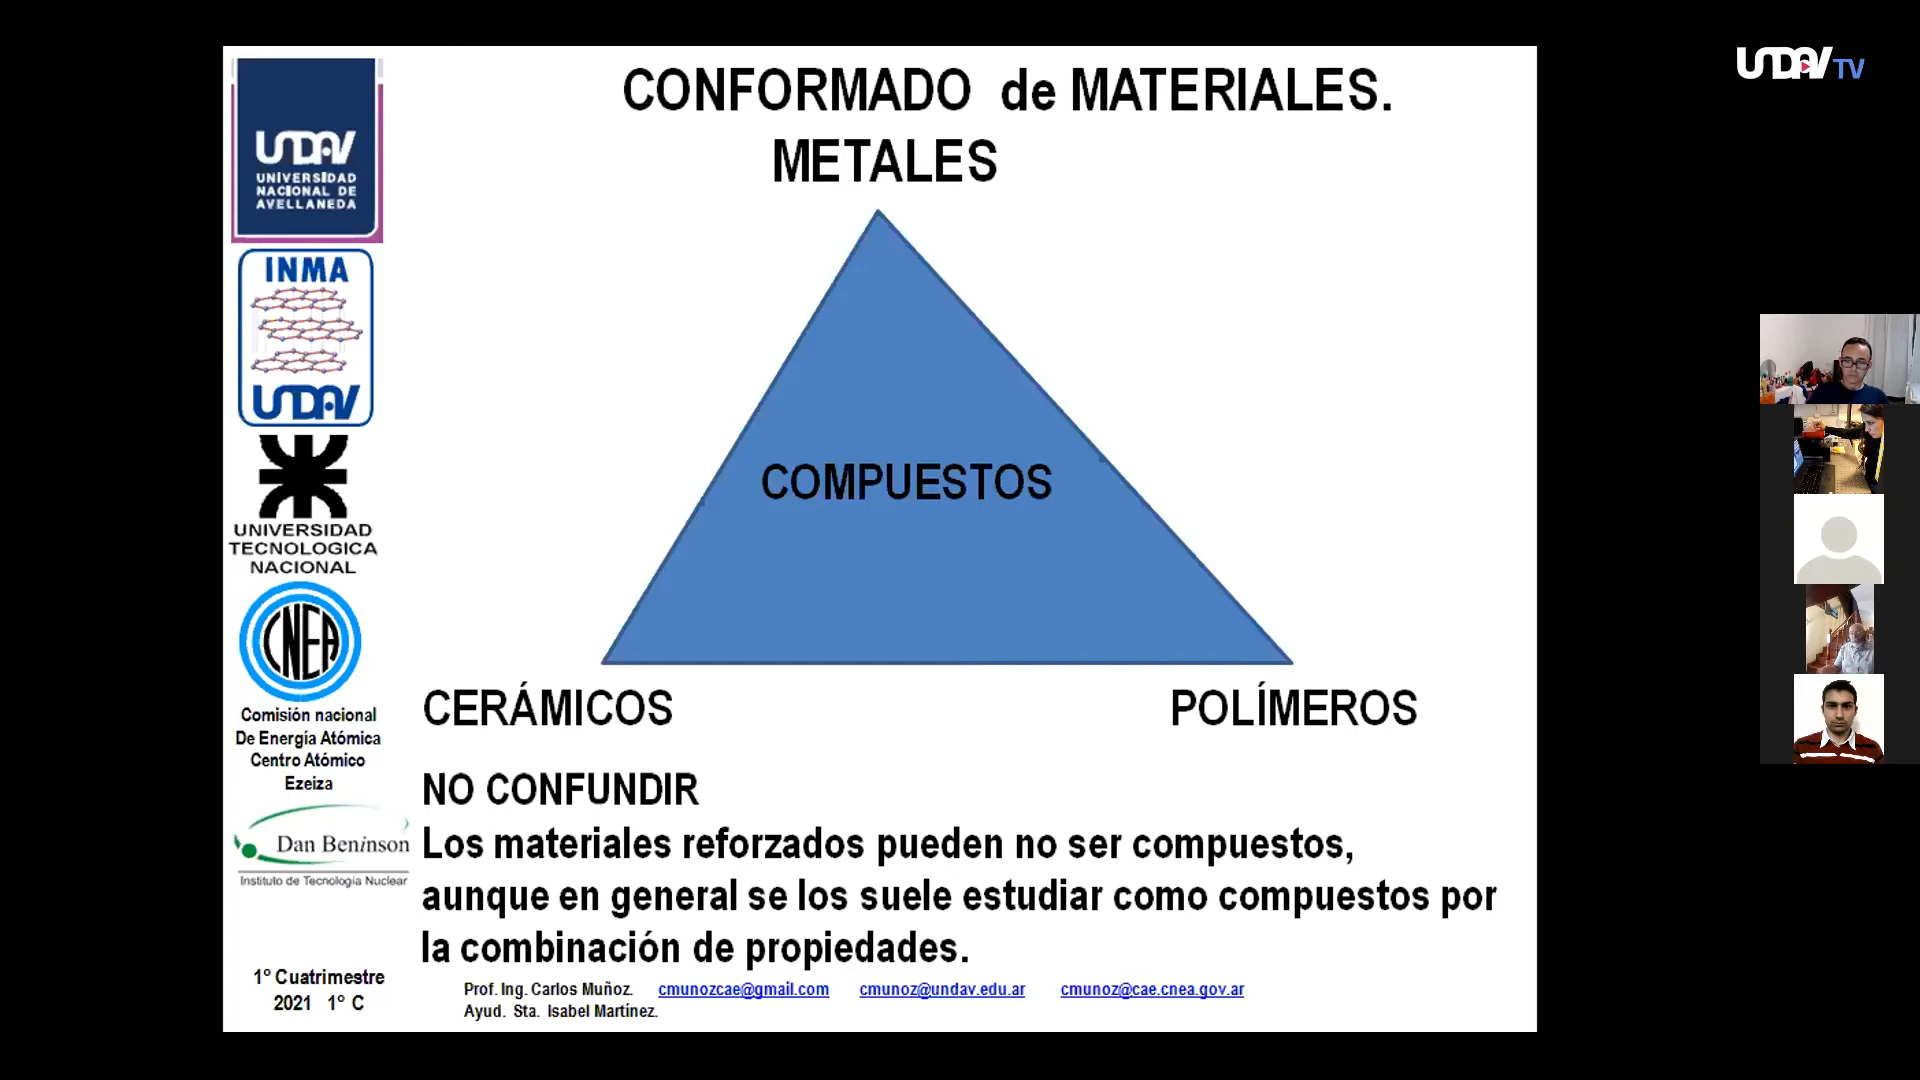 CONFORMADO de MATERIALES.
METALES
COMPUESTOS
CERÁMICOS
POLÍMEROS
NO CONFUNDIR
Los materiales reforzados pueden no ser compuestos,
aunque en general se los suele estudiar como compuestos por
la combinación de propiedades.
Prof. Ing. Carlos Muñoz. cmunozcae@gmail.com cmunoz@undav.edu.ar cmunoz@cae.cnea.gov.ar
Ayud. Sta. Isabel Martínez.
UNDAV
UNIVERSIDAD
NACIONAL DE
AVELLANEDA
INMA
UNDAV
UNIVERSIDAD
TECNOLOGICA
NACIONAL
CNEA
Comisión nacional
De Energía Atómica
Centro Atómico
Ezeiza
Dan Beninson
Instituto de Tecnología Nuclear
1° Cuatrimestre
2021 1° C
UNDAV TV